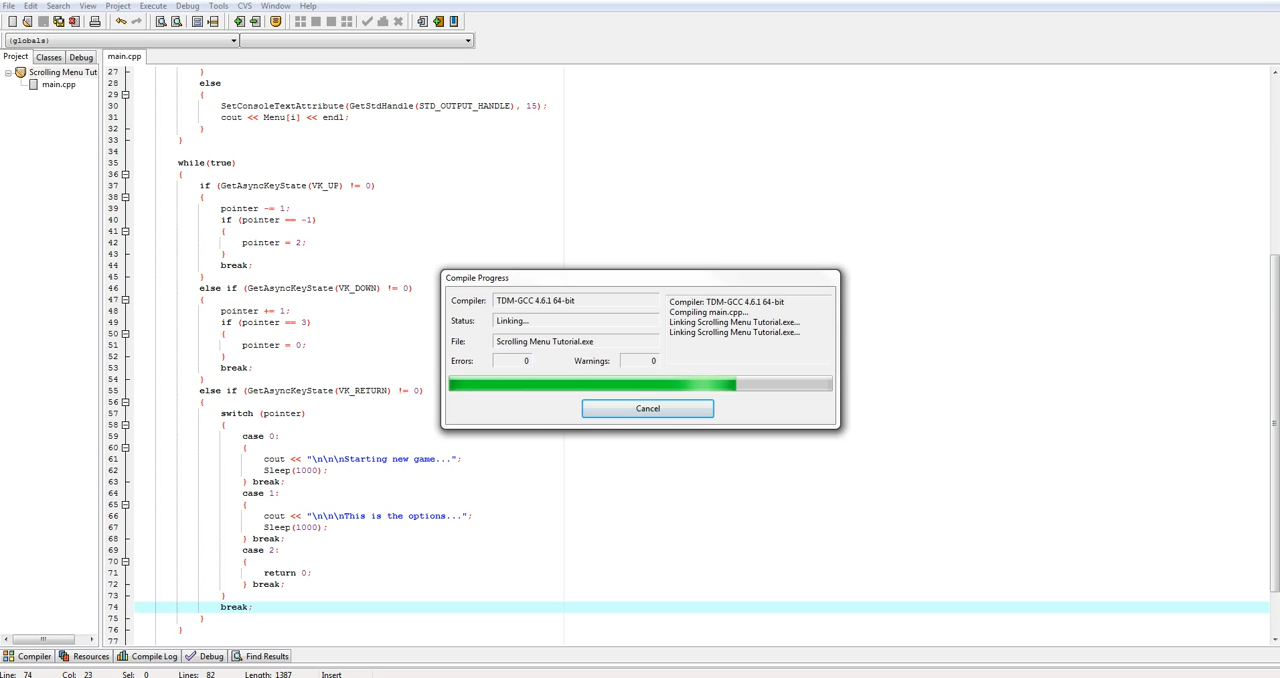 File Edit Search View Project Execute Debug Tools CVS Window Help
(globals)
Project Classes Debug main.cpp
Scrolling Menu Tut
main.cpp
27 }
28 else
29 {
30 SetConsoleTextAttribute(GetStdHandle(STD_OUTPUT_HANDLE), 15);
31 cout << Menu[i] << endl;
32 }
33 }
34
35 while(true)
36 {
37 if (GetAsyncKeyState(VK_UP) != 0)
38 {
39 pointer -= 1;
40 if (pointer == -1)
41 {
42 pointer = 2;
43 }
44 break;
45 }
46 else if (GetAsyncKeyState(VK_DOWN) != 0)
47 {
48 pointer += 1;
49 if (pointer == 3)
50 {
51 pointer = 0;
52 }
53 break;
54 }
55 else if (GetAsyncKeyState(VK_RETURN) != 0)
56 {
57 switch (pointer)
58 {
59 case 0:
60 {
61 cout << "\n\n\nStarting new game...";
62 Sleep(1000);
63 } break;
64 case 1:
65 {
66 cout << "\n\n\nThis is the options...";
67 Sleep(1000);
68 } break;
69 case 2:
70 {
71 return 0;
72 } break;
73 }
74 break;
75 }
76 }
77
Compile Progress
Compiler: TDM-GCC 4.6.1 64-bit
Status: Linking...
File: Scrolling Menu Tutorial.exe
Errors: 0 Warnings: 0
Compiler: TDM-GCC 4.6.1 64-bit
Compiling main.cpp...
Linking Scrolling Menu Tutorial.exe...
Linking Scrolling Menu Tutorial.exe...
Cancel
Compiler Resources Compile Log Debug Find Results
Line: 74 Col: 23 Sel: 0 Lines: 82 Length: 1387 Insert